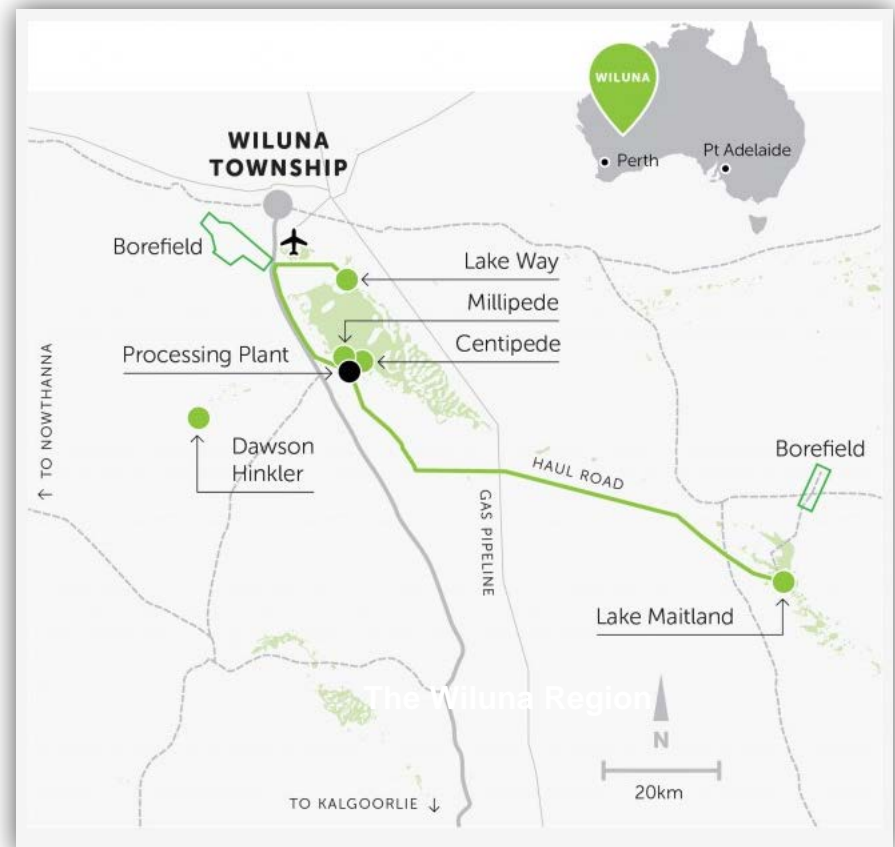 WILUNA
Perth
Pt Adelaide
WILUNA
TOWNSHIP
Borefield
Lake Way
Millipede
Centipede
Processing Plant
↑ TO NOWTHANNA
Dawson
Hinkler
HAUL ROAD
GAS PIPELINE
Borefield
Lake Maitland
The Wiluna Region
N
20km
TO KALGOORLIE ↓